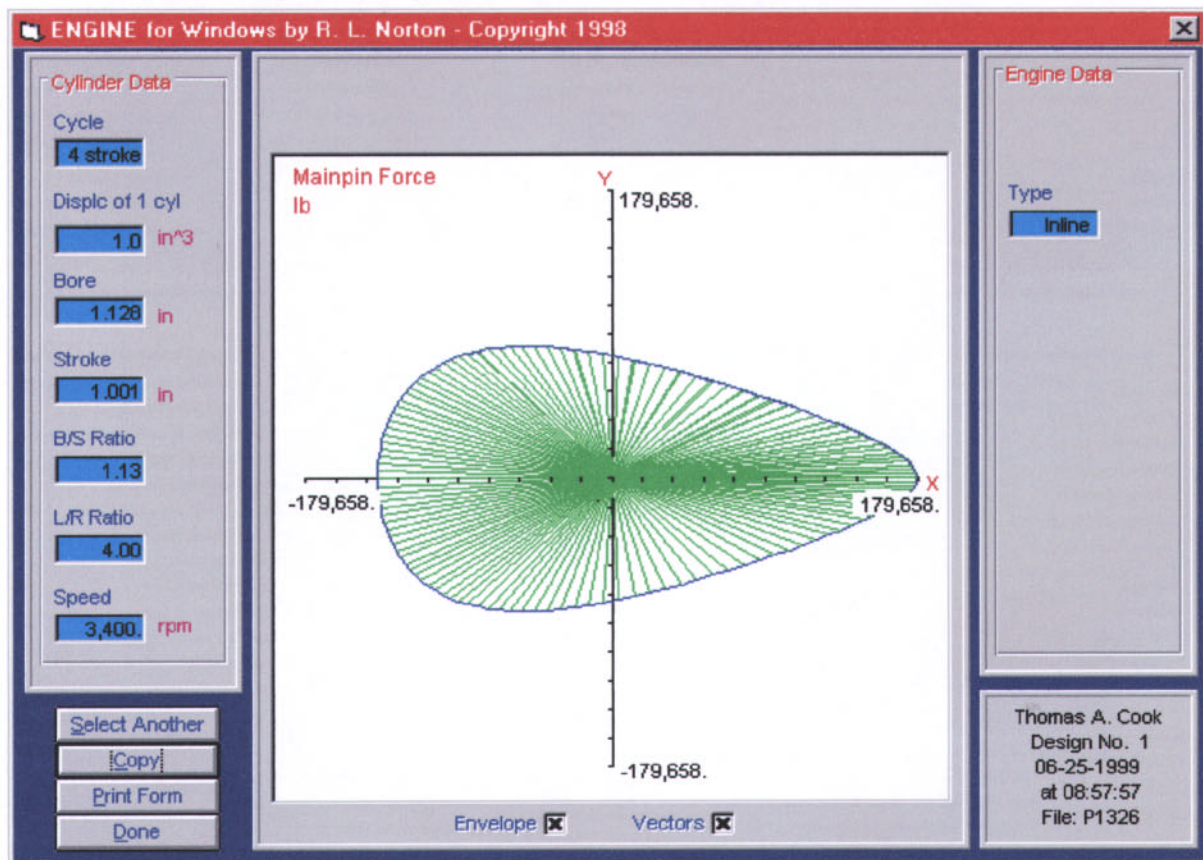 ENGINE for Windows by R. L. Norton - Copyright 1998
Cylinder Data
Cycle
4 stroke
Displc of 1 cyl
1.0 in^3
Bore
1.128 in
Stroke
1.001 in
B/S Ratio
1.13
L/R Ratio
4.00
Speed
3,400. rpm
Select Another
Copy
Print Form
Done
Mainpin Force
lb
Y
179,658.
X
-179,658.
179,658.
-179,658.
Envelope
Vectors
Engine Data
Type
Inline
Thomas A. Cook
Design No. 1
06-25-1999
at 08:57:57
File: P1326